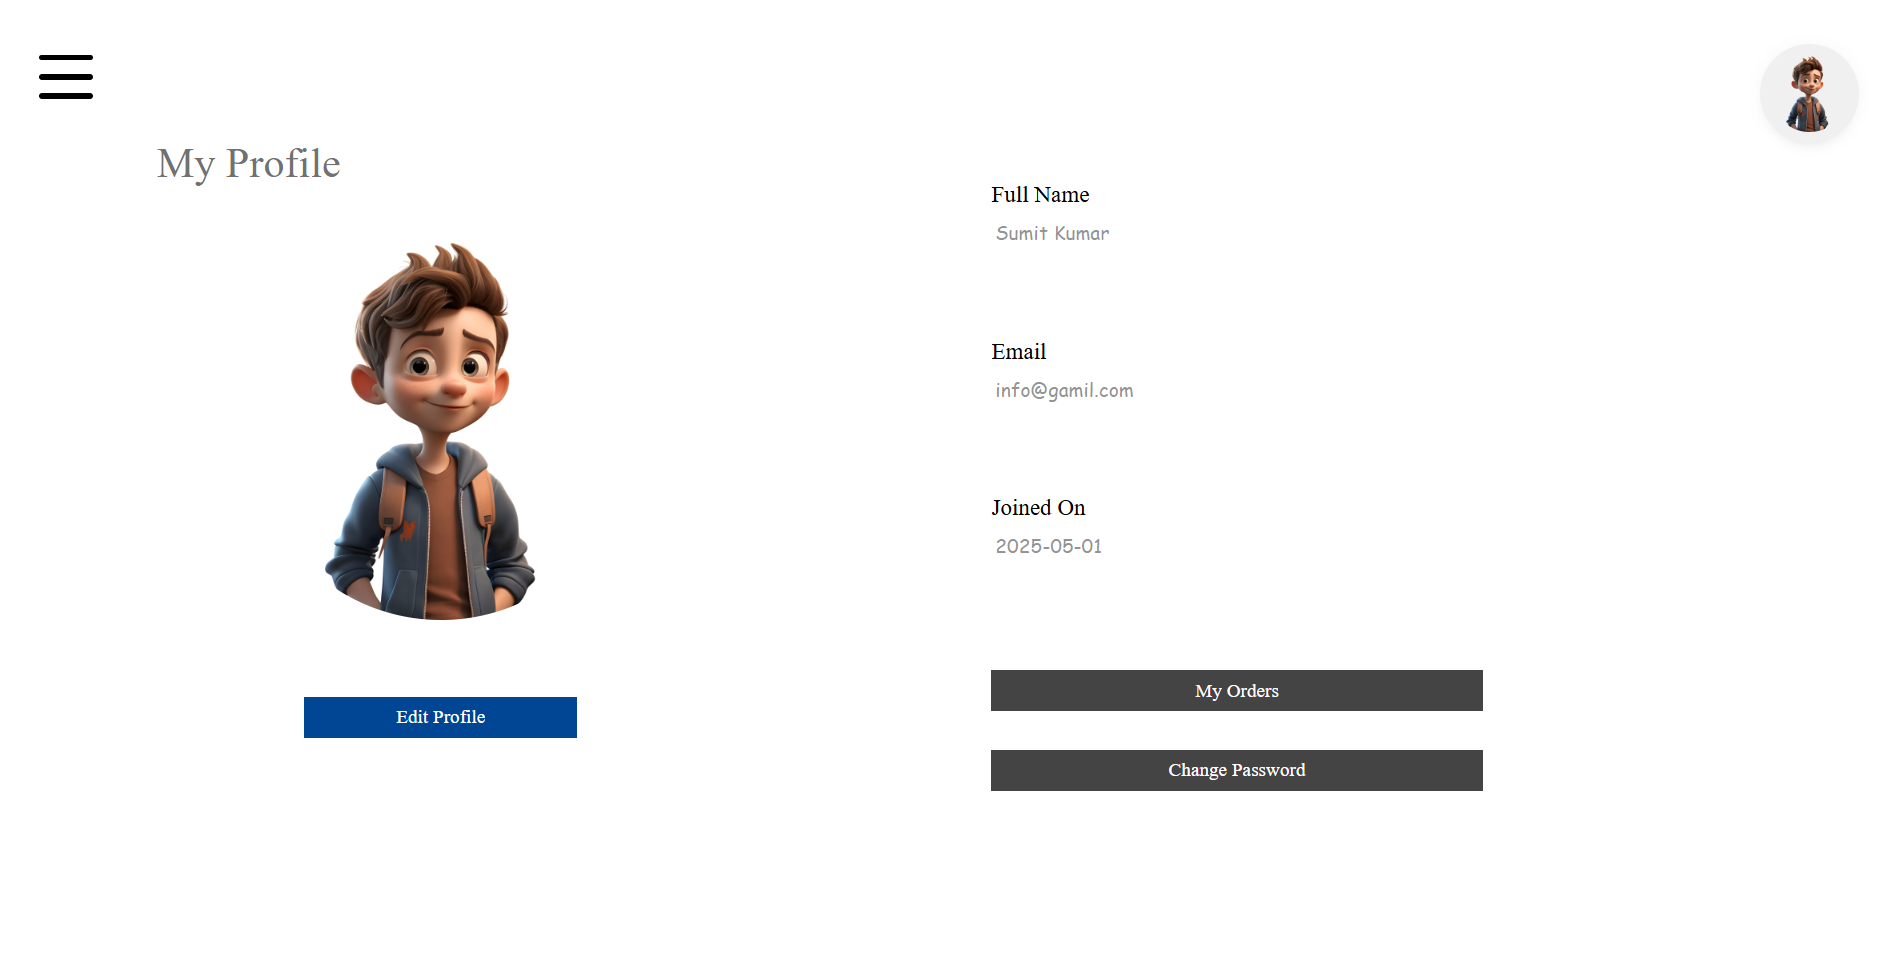 My Profile
Edit Profile
Full Name
Sumit Kumar
Email
info@gamil.com
Joined On
2025-05-01
My Orders
Change Password